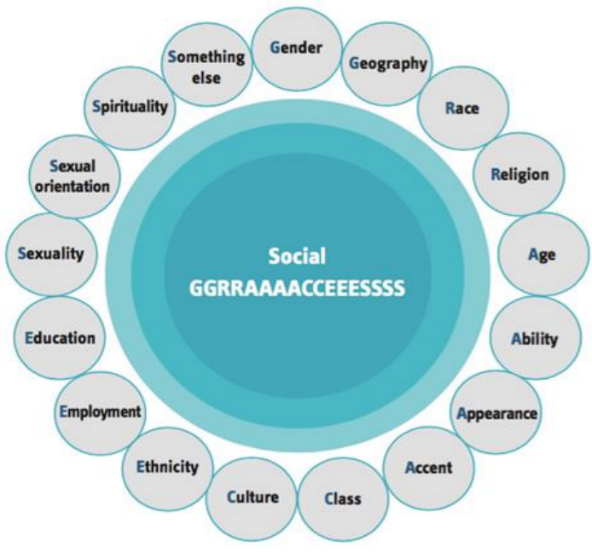 Social
GGRRAAAACCEEESSSS
Gender
Geography
Race
Religion
Age
Ability
Appearance
Accent
Class
Culture
Ethnicity
Employment
Education
Sexuality
Sexual
orientation
Spirituality
Something
else